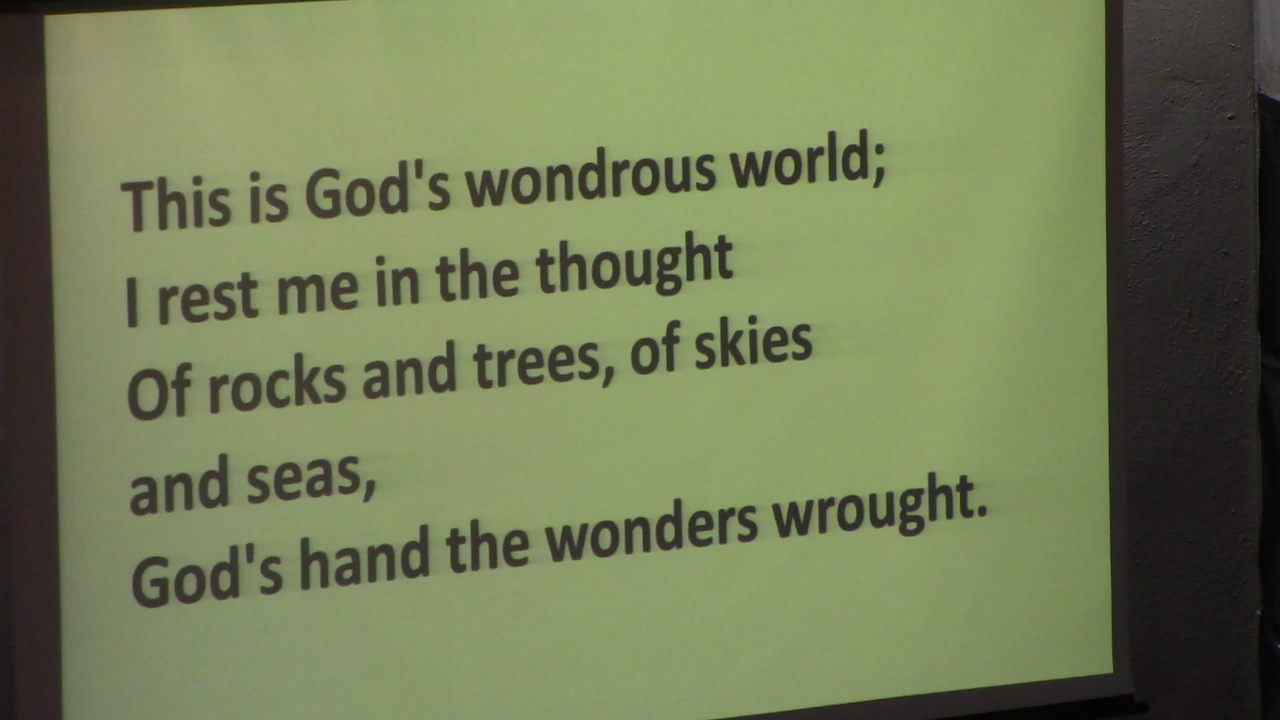 This is God's wondrous world;
I rest me in the thought
Of rocks and trees, of skies
and seas,
God's hand the wonders wrought.